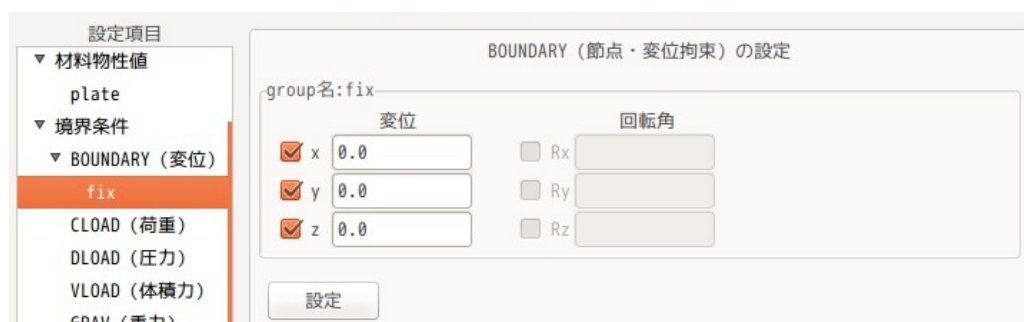 設定項目
▼ 材料物性値
plate
▼ 境界条件
▼ BOUNDARY (変位)
fix
CLOAD (荷重)
DLOAD (圧力)
VLOAD (体積力)
GRAV (重力)
BOUNDARY (節点・変位拘束) の設定
group名:fix
変位 回転角
x 0.0 Rx
y 0.0 Ry
z 0.0 Rz
設定